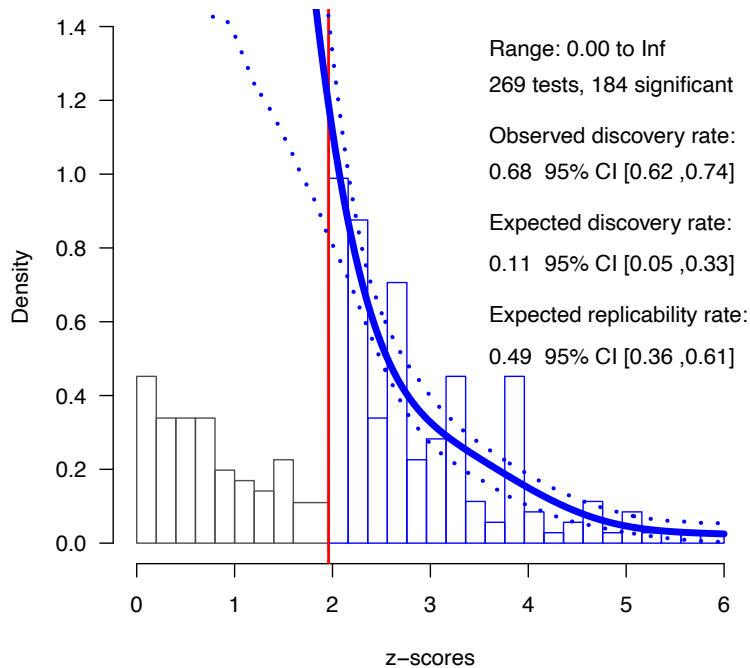 Range: 0.00 to Inf
269 tests, 184 significant
Observed discovery rate:
0.68 95% CI [0.62 ,0.74]
Expected discovery rate:
0.11 95% CI [0.05 ,0.33]
Expected replicability rate:
0.49 95% CI [0.36 ,0.61]
Density
1.4
1.2
1.0
0.8
0.6
0.4
0.2
0.0
0 1 2 3 4 5 6
z−scores